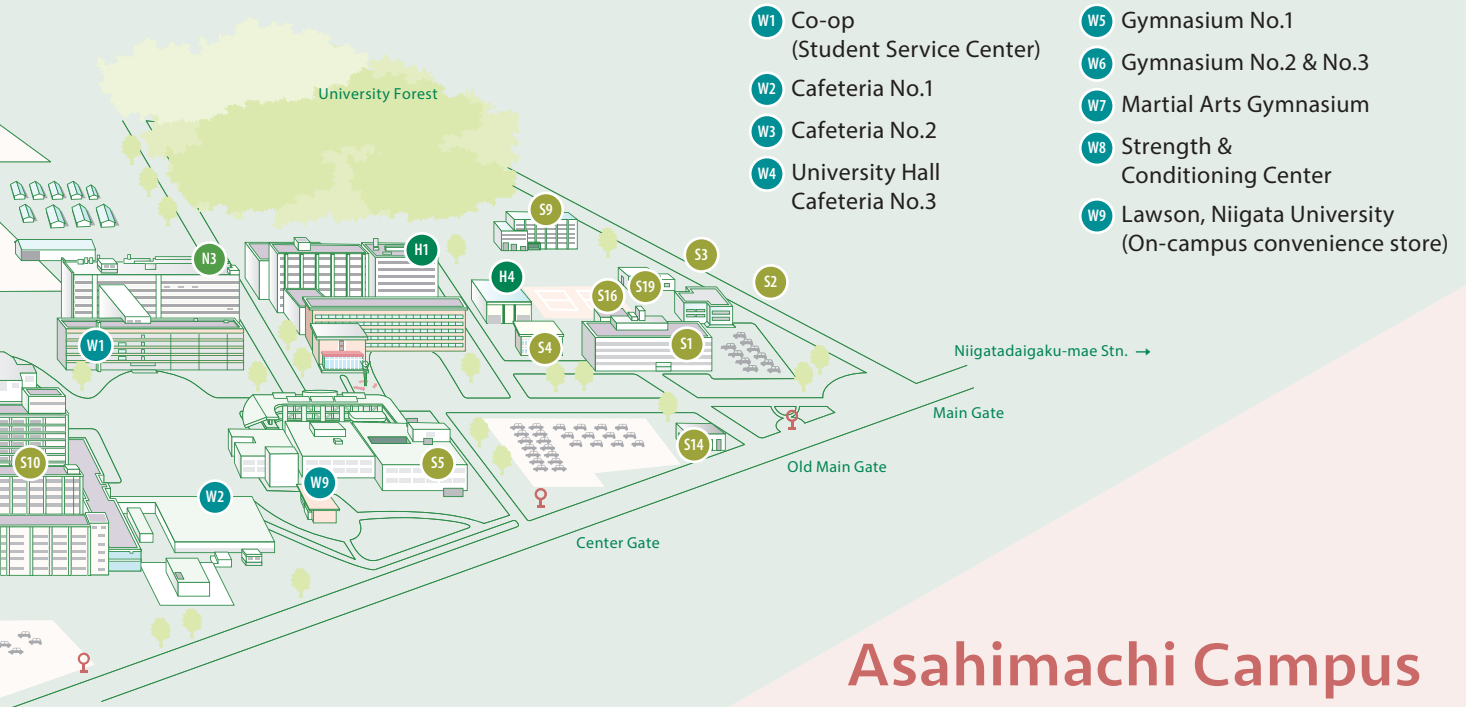 W1 Co-op
(Student Service Center)
W2 Cafeteria No.1
W3 Cafeteria No.2
W4 University Hall
Cafeteria No.3
W5 Gymnasium No.1
W6 Gymnasium No.2 & No.3
W7 Martial Arts Gymnasium
W8 Strength &
Conditioning Center
W9 Lawson, Niigata University
(On-campus convenience store)
University Forest
S9
N3
H1
S3
H4
S2
S16
S19
W1
S4
S1
Niigatadaigaku-mae Stn. →
Main Gate
S14
Old Main Gate
S10
S5
W9
W2
Center Gate
Asahimachi Campus